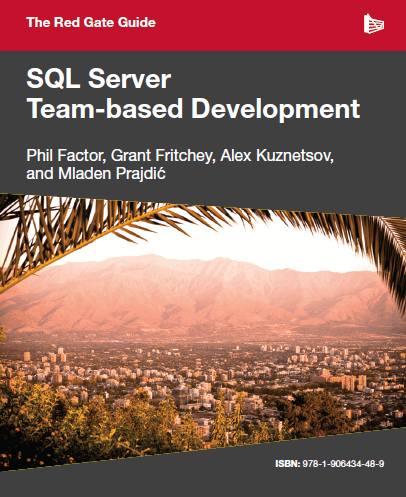 The Red Gate Guide
SQL Server
Team-based Development
Phil Factor, Grant Fritchey, Alex Kuznetsov,
and Mladen Prajdić
ISBN: 978-1-906434-48-9